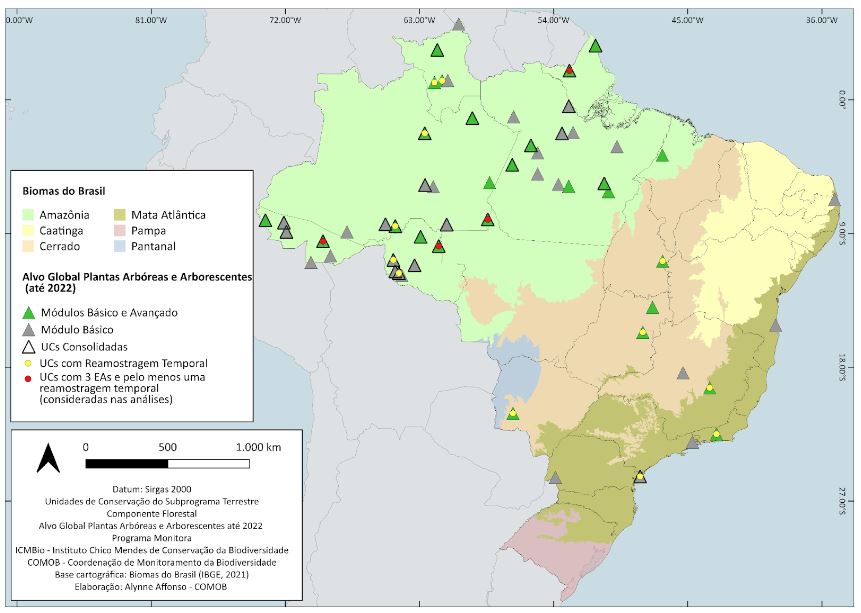 0.00°W 81.00°W 72.00°W 63.00°W 54.00°W 45.00°W 36.00°W
0.00°
9.00°S
18.00°S
27.00°S
Biomas do Brasil
Amazônia Mata Atlântica
Caatinga Pampa
Cerrado Pantanal
Alvo Global Plantas Arbóreas e Arborescentes
(até 2022)
Módulos Básico e Avançado
Módulo Básico
UCs Consolidadas
UCs com Reamostragem Temporal
UCs com 3 EAs e pelo menos uma
reamostragem temporal
(consideradas nas análises)
0 500 1.000 km
Datum: Sirgas 2000
Unidades de Conservação do Subprograma Terrestre
Componente Florestal
Alvo Global Plantas Arbóreas e Arborescentes até 2022
Programa Monitora
ICMBio - Instituto Chico Mendes de Conservação da Biodiversidade
COMOB - Coordenação de Monitoramento da Biodiversidade
Base cartográfica: Biomas do Brasil (IBGE, 2021)
Elaboração: Alynne Affonso - COMOB